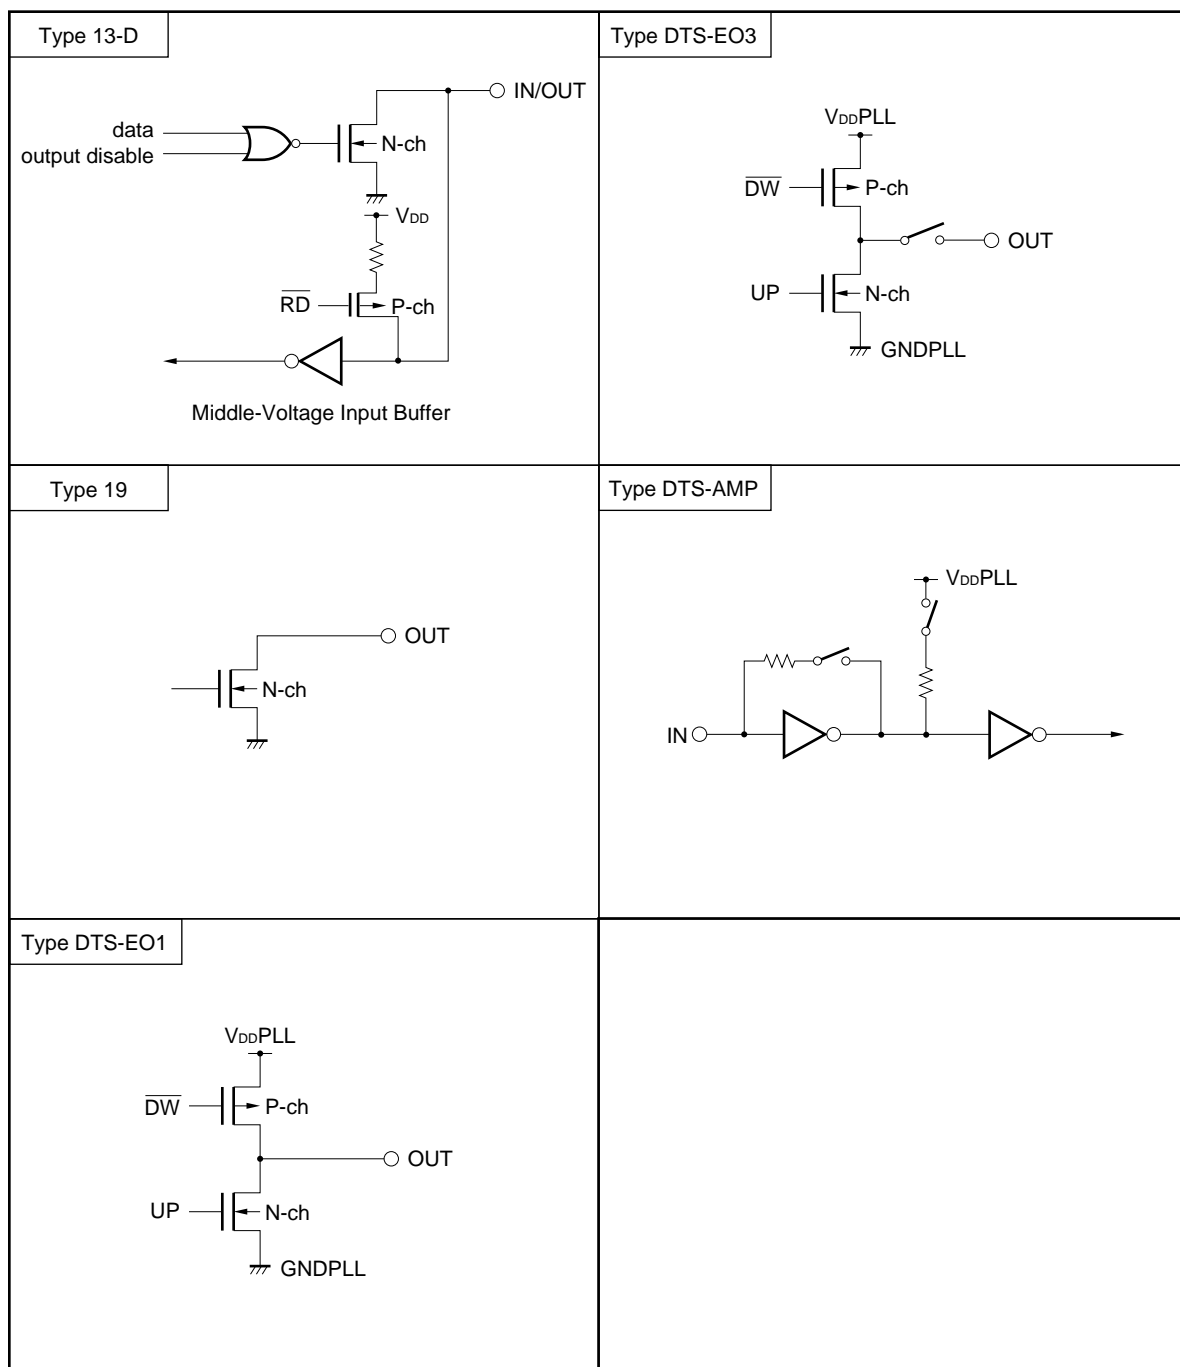 Type 13-D
IN/OUT
data
output disable
N-ch
VDD
RD
P-ch
Middle-Voltage Input Buffer
Type DTS-EO3
VDDPLL
DW
P-ch
OUT
UP
N-ch
GNDPLL
Type 19
OUT
N-ch
Type DTS-AMP
VDDPLL
IN
Type DTS-EO1
VDDPLL
DW
P-ch
OUT
UP
N-ch
GNDPLL